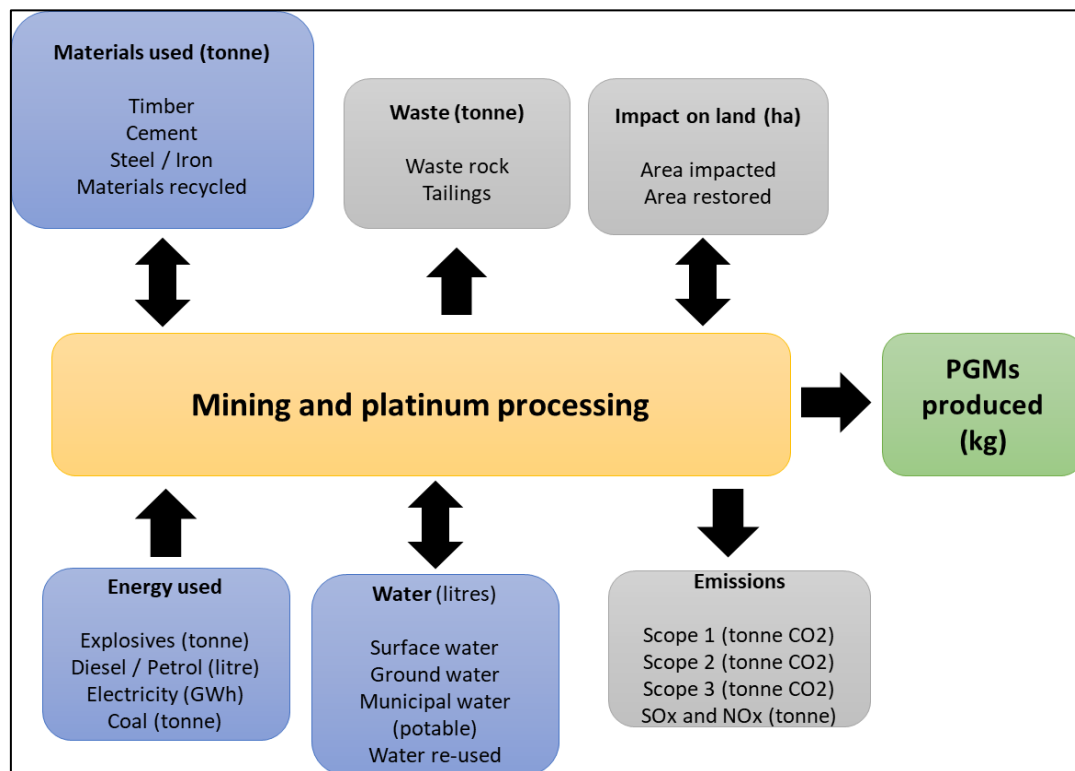 Materials used (tonne)
Timber
Cement
Steel / Iron
Materials recycled
Waste (tonne)
Waste rock
Tailings
Impact on land (ha)
Area impacted
Area restored
Mining and platinum processing
PGMs
produced
(kg)
Energy used
Explosives (tonne)
Diesel / Petrol (litre)
Electricity (GWh)
Coal (tonne)
Water (litres)
Surface water
Ground water
Municipal water
(potable)
Water re-used
Emissions
Scope 1 (tonne CO2)
Scope 2 (tonne CO2)
Scope 3 (tonne CO2)
SOx and NOx (tonne)